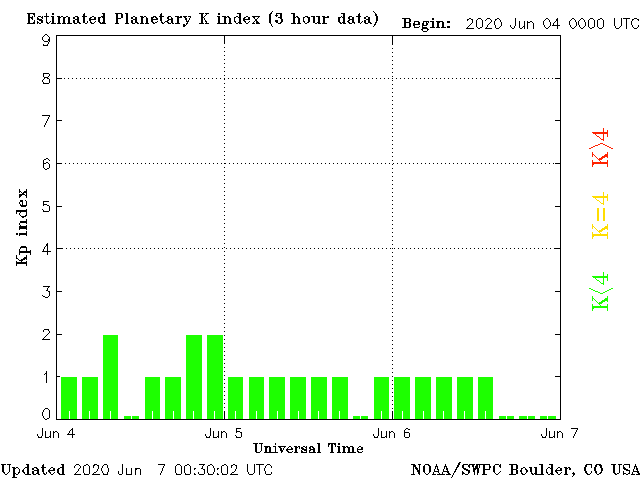 Estimated Planetary K index (3 hour data) Begin: 2020 Jun 04 0000 UTC
9
8
7
6
5
4
3
2
1
0
Kp index
K>4
K=4
K<4
Jun 4 Jun 5 Jun 6 Jun 7
Universal Time
Updated 2020 Jun 7 00:30:02 UTC NOAA/SWPC Boulder, CO USA